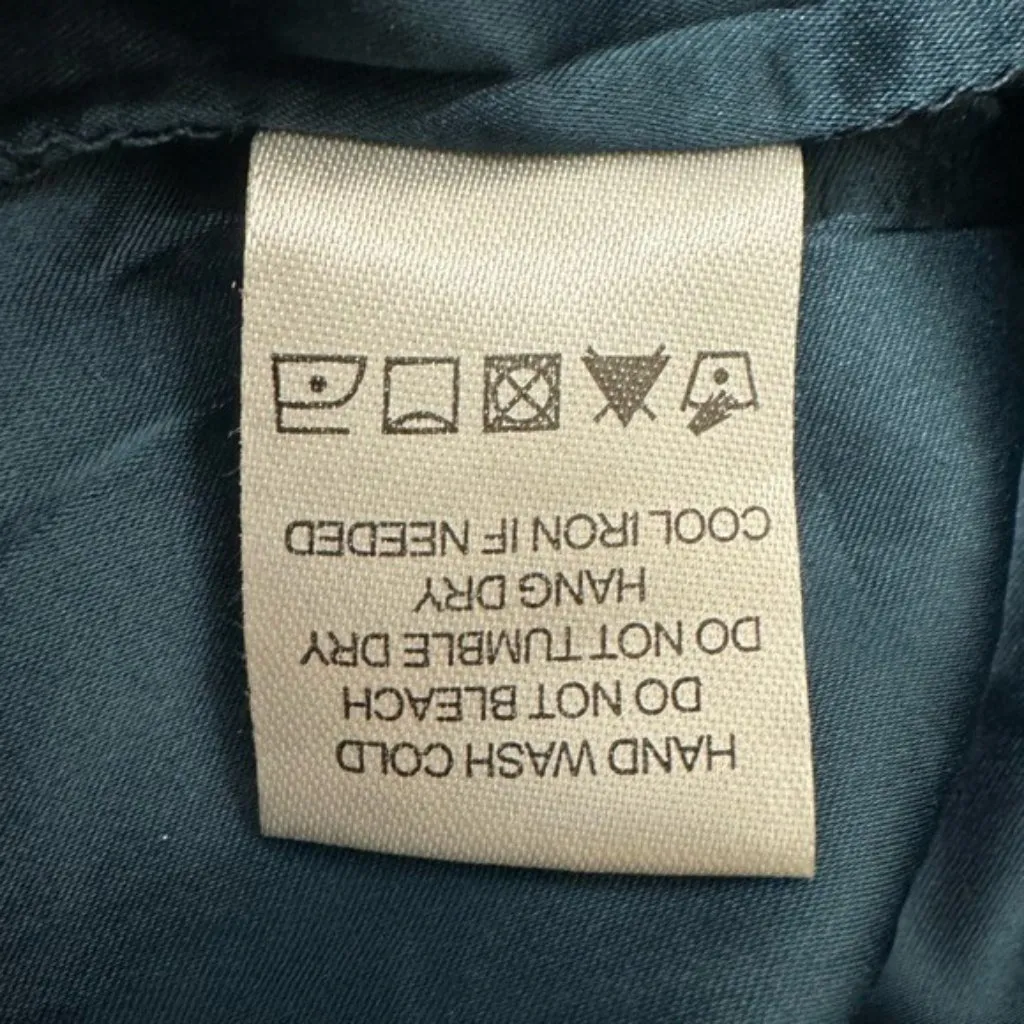 HAND WASH COLD
DO NOT BLEACH
DO NOT TUMBLE DRY
HANG DRY
COOL IRON IF NEEDED